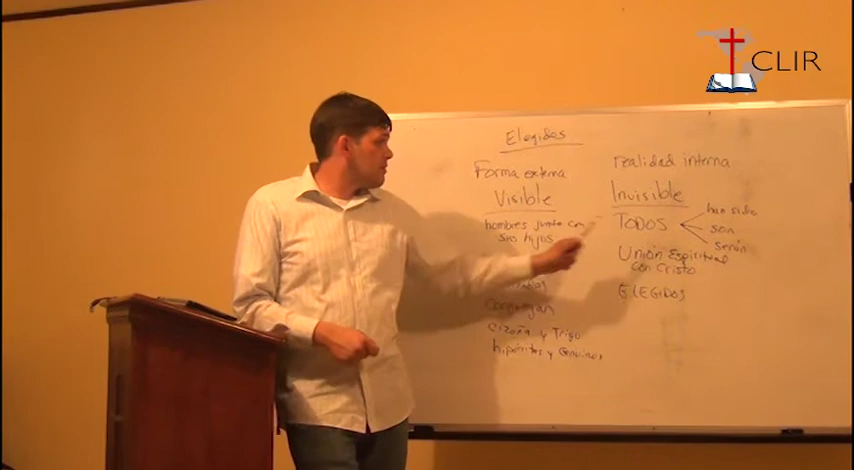 CLIR
Elegidos
Forma externa
Visible
hombres junto con
sus hijos
Cizaña y Trigo
hipócritas y Genuinos
realidad interna
Invisible
TODOS
han sido
son
serán
Unión Espiritual
con Cristo
ELEGIDOS